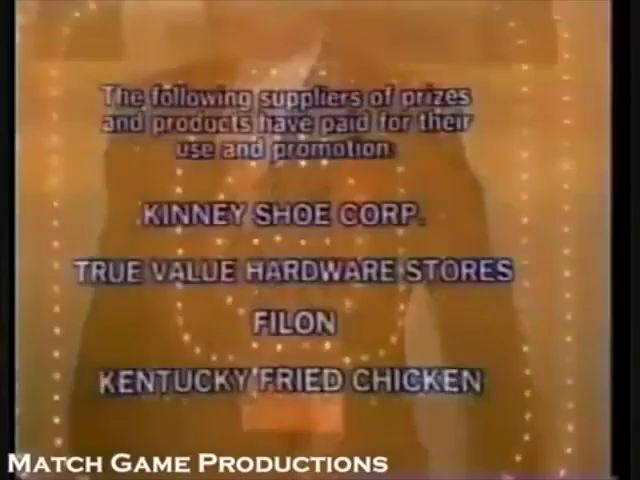 The following suppliers of prizes
and products have paid for their
use and promotion:
KINNEY SHOE CORP.
TRUE VALUE HARDWARE STORES
FILON
KENTUCKY FRIED CHICKEN
MATCH GAME PRODUCTIONS